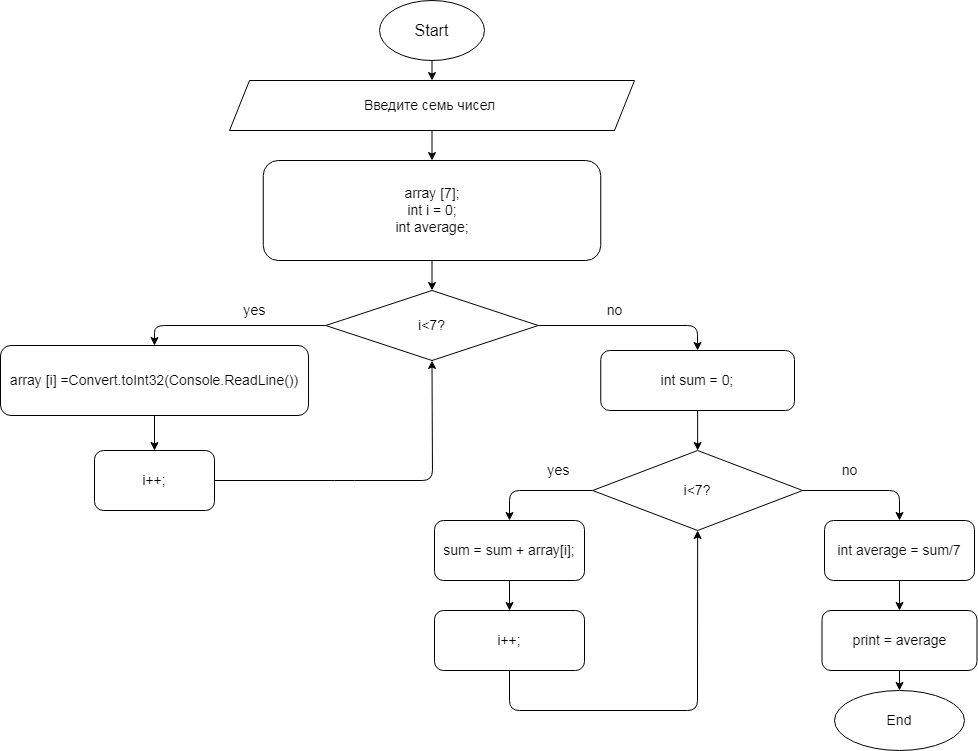 Start
Введите семь чисел
array [7];
int i = 0;
int average;
i<7?
yes
no
array [i] =Convert.toInt32(Console.ReadLine())
i++;
int sum = 0;
i<7?
yes
no
sum = sum + array[i];
i++;
int average = sum/7
print = average
End